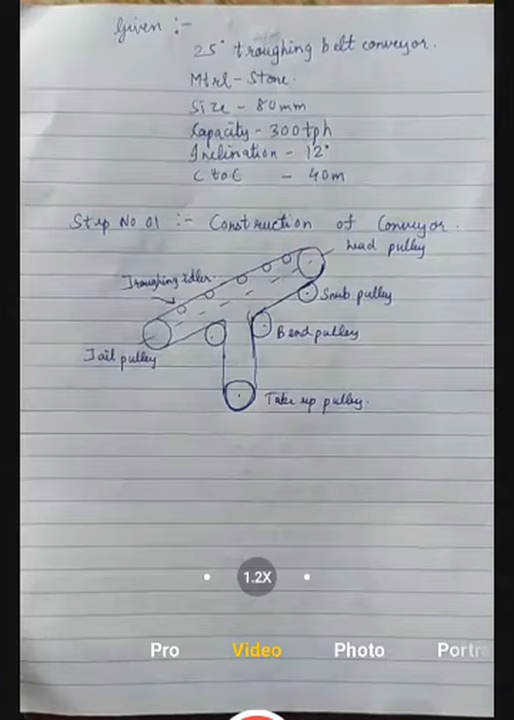 Given :-
25° troughing belt conveyor.
Mtrl - Stone.
Size - 80mm
Capacity - 300tph
Inclination - 12°
C to C - 40m
Step No 01 :- Construction of Conveyor.
head pulley
Troughing idler.
Snub pulley
Bend pulley
Tail pulley
Take up pulley.
1.2X
Pro Video Photo Portra